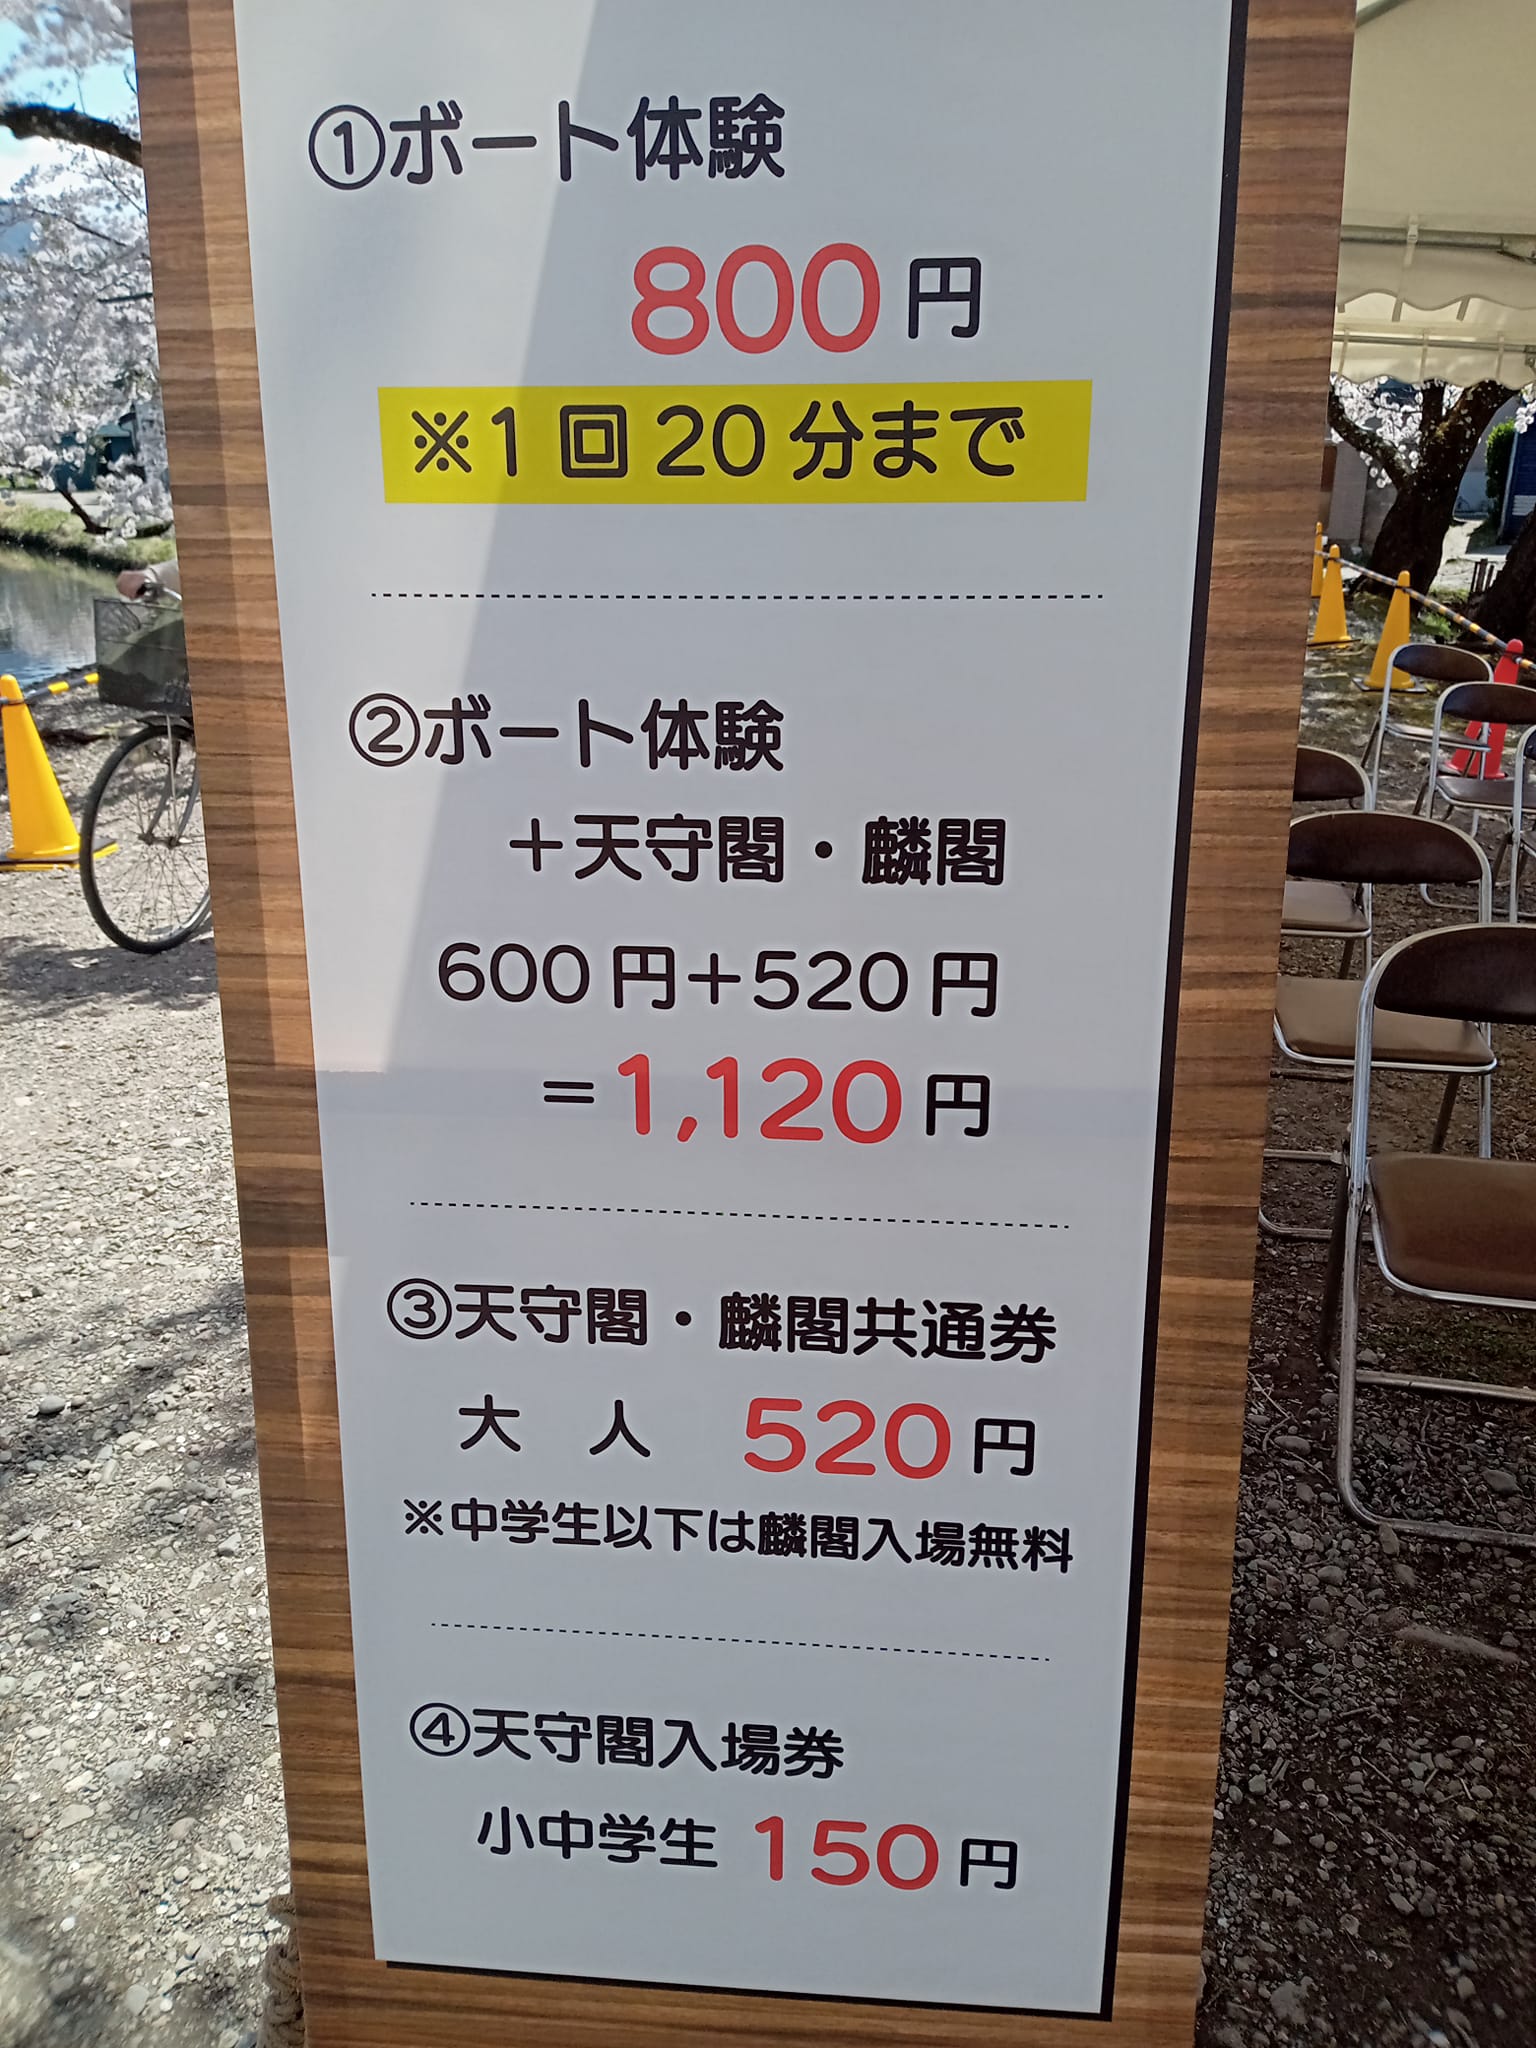 ①ボート体験
800円
※1回20分まで
②ボート体験
＋天守閣・麟閣
600円＋520円
＝1,120円
③天守閣・麟閣共通券
大　人　520円
※中学生以下は麟閣入場無料
④天守閣入場券
小中学生 150円